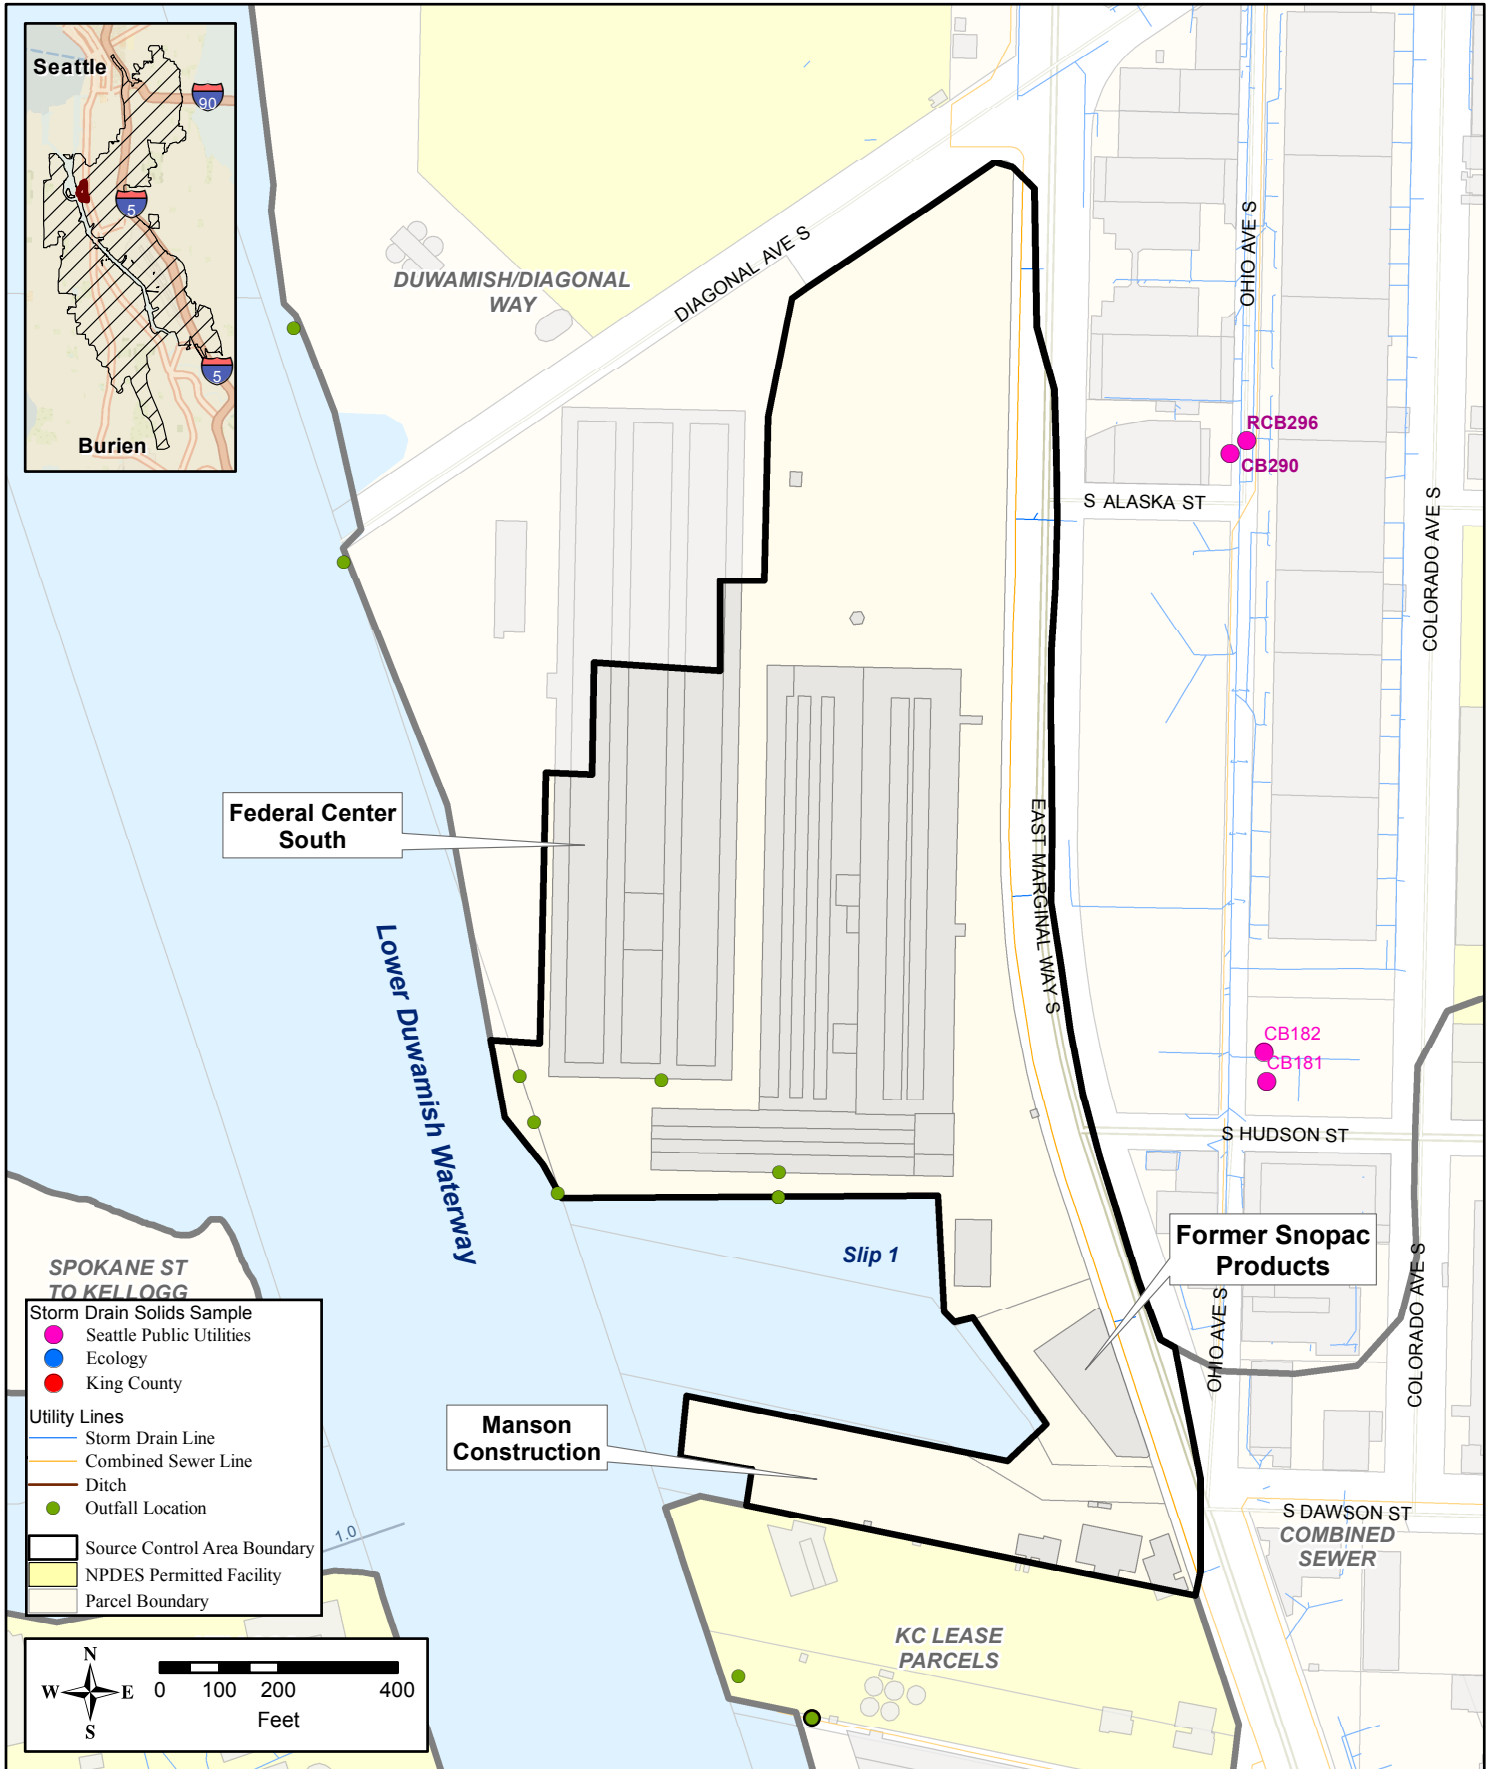 Seattle
90
5
5
Burien
DUWAMISH/DIAGONAL
WAY
DIAGONAL AVE S
OHIO AVE S
RCB296
CB290
S ALASKA ST
COLORADO AVE S
Federal Center
South
EAST MARGINAL WAY S
Lower Duwamish Waterway
CB182
CB181
S HUDSON ST
Former Snopac
Products
Slip 1
SPOKANE ST
TO KELLOGG
OHIO AVE S
COLORADO AVE S
Manson
Construction
S DAWSON ST
COMBINED
SEWER
KC LEASE
PARCELS
1.0
Storm Drain Solids Sample
Seattle Public Utilities
Ecology
King County
Utility Lines
Storm Drain Line
Combined Sewer Line
Ditch
Outfall Location
Source Control Area Boundary
NPDES Permitted Facility
Parcel Boundary
N
W E
S
0 100 200 400
Feet